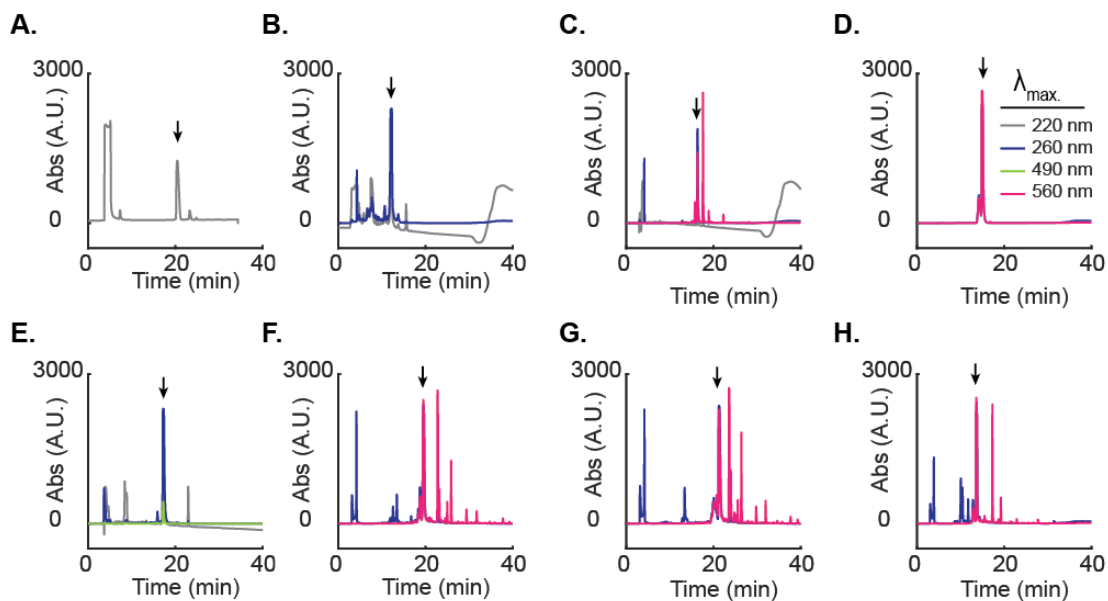 A.
B.
C.
D.
3000
3000
3000
3000
Abs (A.U.)
Abs (A.U.)
Abs (A.U.)
Abs (A.U.)
λmax.
220 nm
260 nm
490 nm
560 nm
0
0
0
0
0 20 40
0 20 40
0 20 40
0 20 40
Time (min)
Time (min)
Time (min)
Time (min)
E.
F.
G.
H.
3000
3000
3000
3000
Abs (A.U.)
Abs (A.U.)
Abs (A.U.)
Abs (A.U.)
0
0
0
0
0 20 40
0 20 40
0 20 40
0 20 40
Time (min)
Time (min)
Time (min)
Time (min)